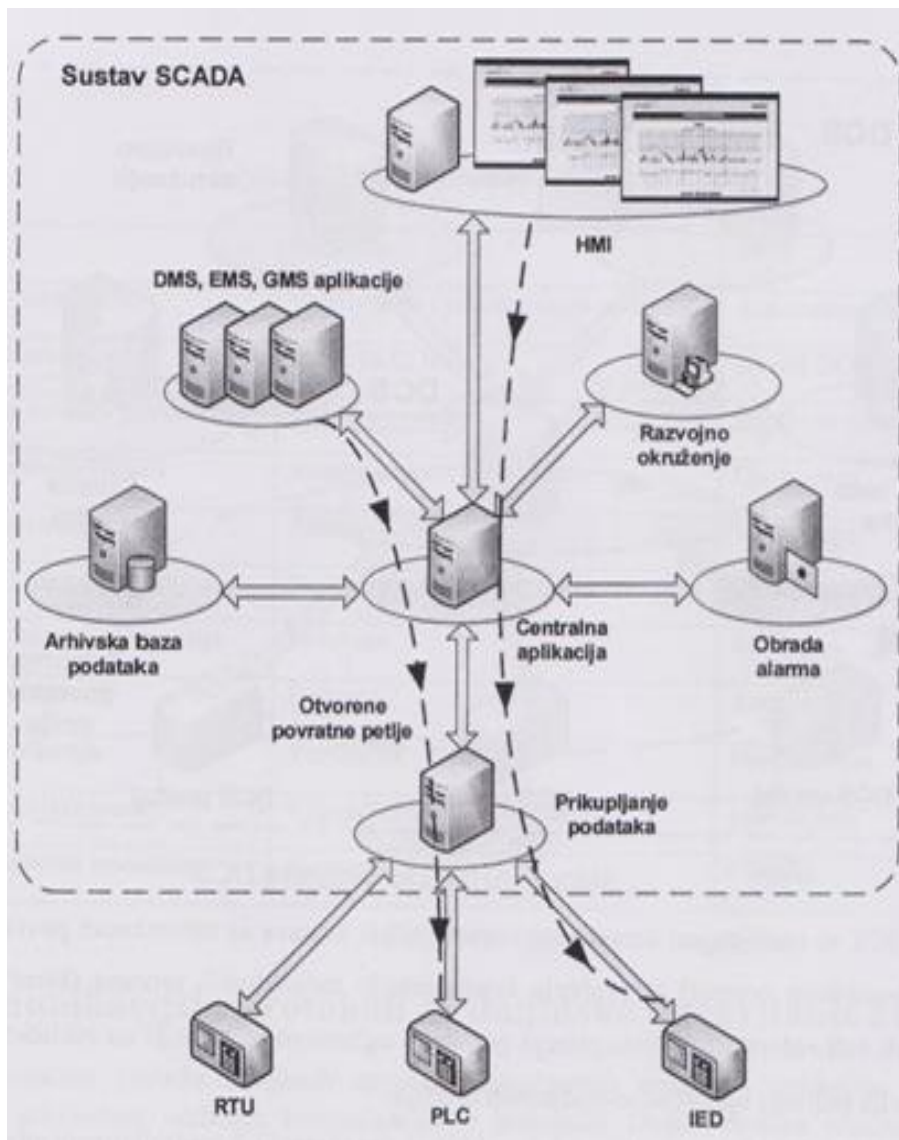 Sustav SCADA
HMI
DMS, EMS, GMS aplikacije
Razvojno
okruženje
Arhivska baza
podataka
Centralna
aplikacija
Obrada
alarma
Otvorene
povratne petlje
Prikupljanje
podataka
RTU
PLC
IED